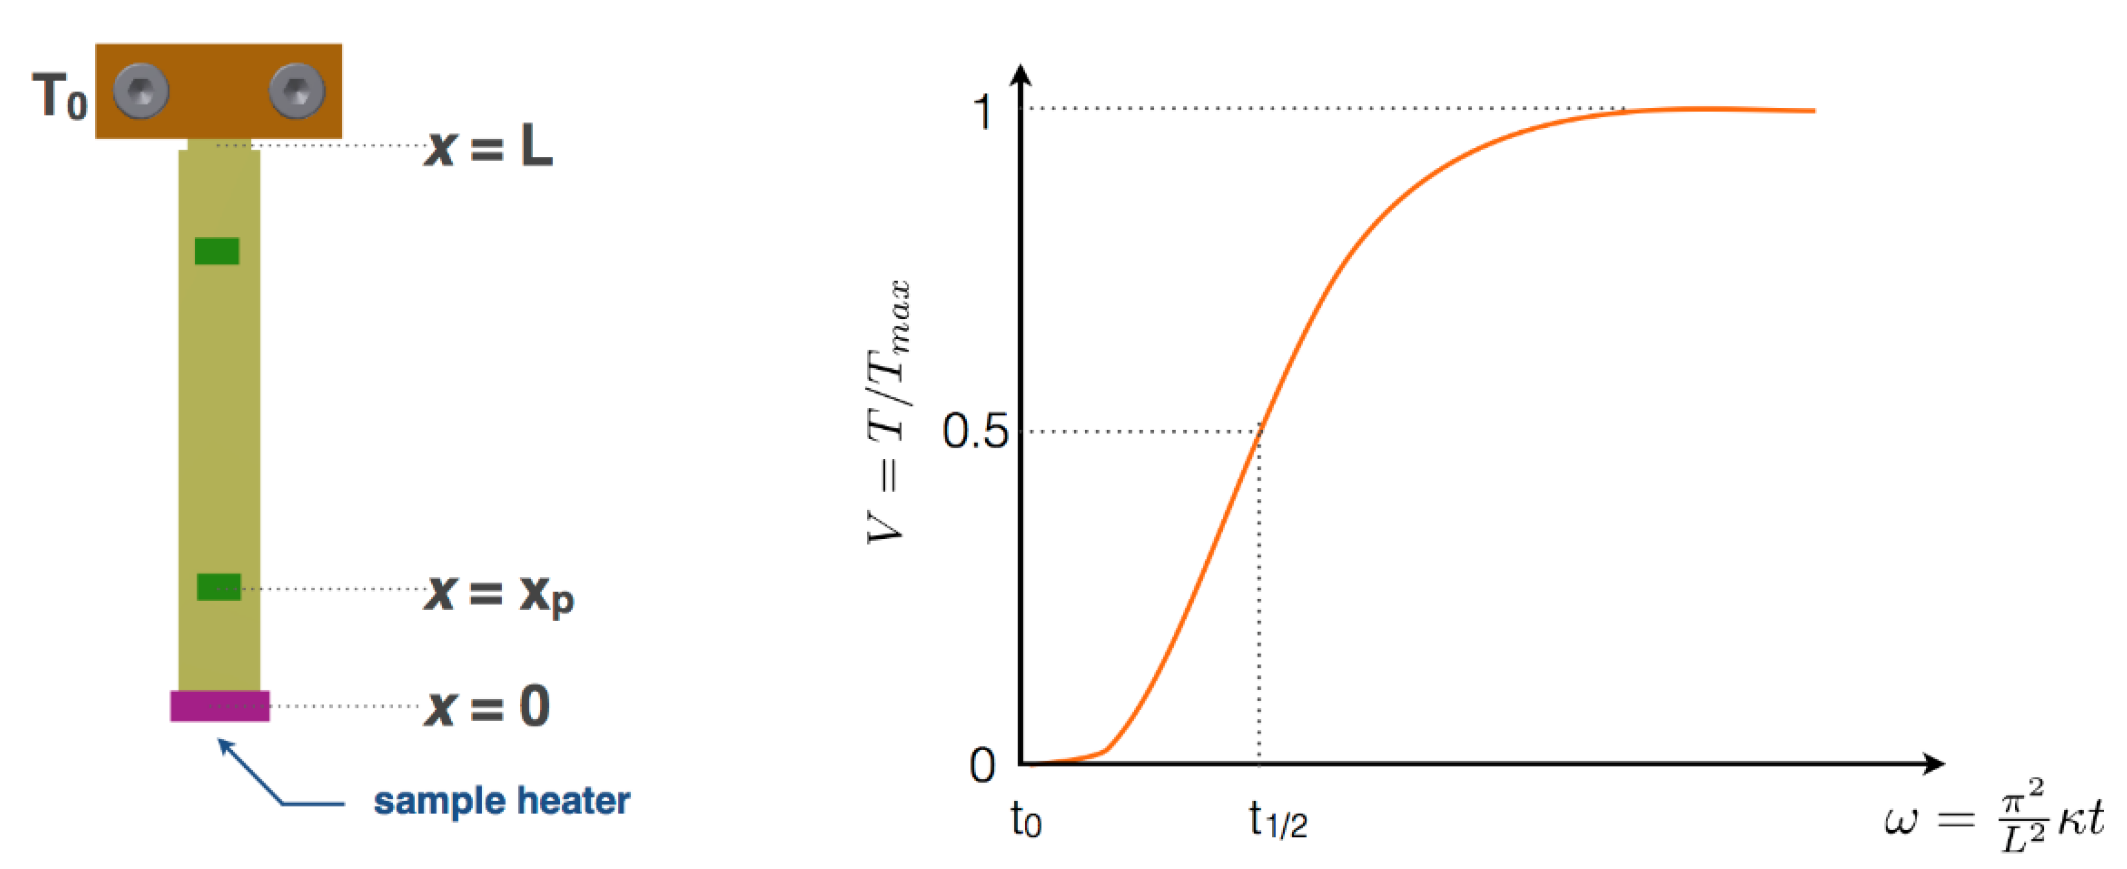 T₀
x = L
x = xₚ
x = 0
sample heater
V = T/Tₘₐₓ
1
0.5
0
t₀
t₁/₂
ω = π²/L² κt